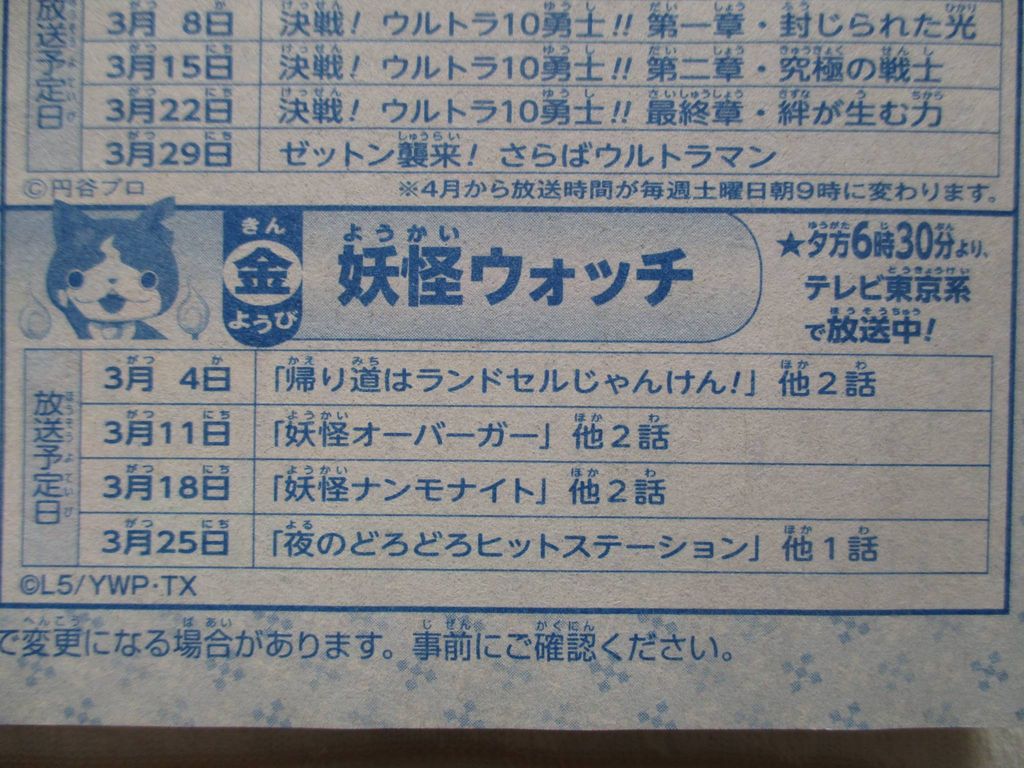 放送予定日
3月 8日 決戦! ウルトラ10勇士!! 第一章・封じられた光
3月15日 決戦! ウルトラ10勇士!! 第二章・究極の戦士
3月22日 決戦! ウルトラ10勇士!! 最終章・絆が生む力
3月29日 ゼットン襲来! さらばウルトラマン
©円谷プロ
※4月から放送時間が毎週土曜日朝9時に変わります。
金ようび
きん
妖怪ウォッチ
ようかい
★夕方6時30分より、
テレビ東京系
で放送中!
放送予定日
3月 4日 「帰り道はランドセルじゃんけん!」 他2話
3月11日 「妖怪オーバーガー」 他2話
3月18日 「妖怪ナンモナイト」 他2話
3月25日 「夜のどろどろヒットステーション」 他1話
©L5/YWP・TX
で変更になる場合があります。事前にご確認ください。